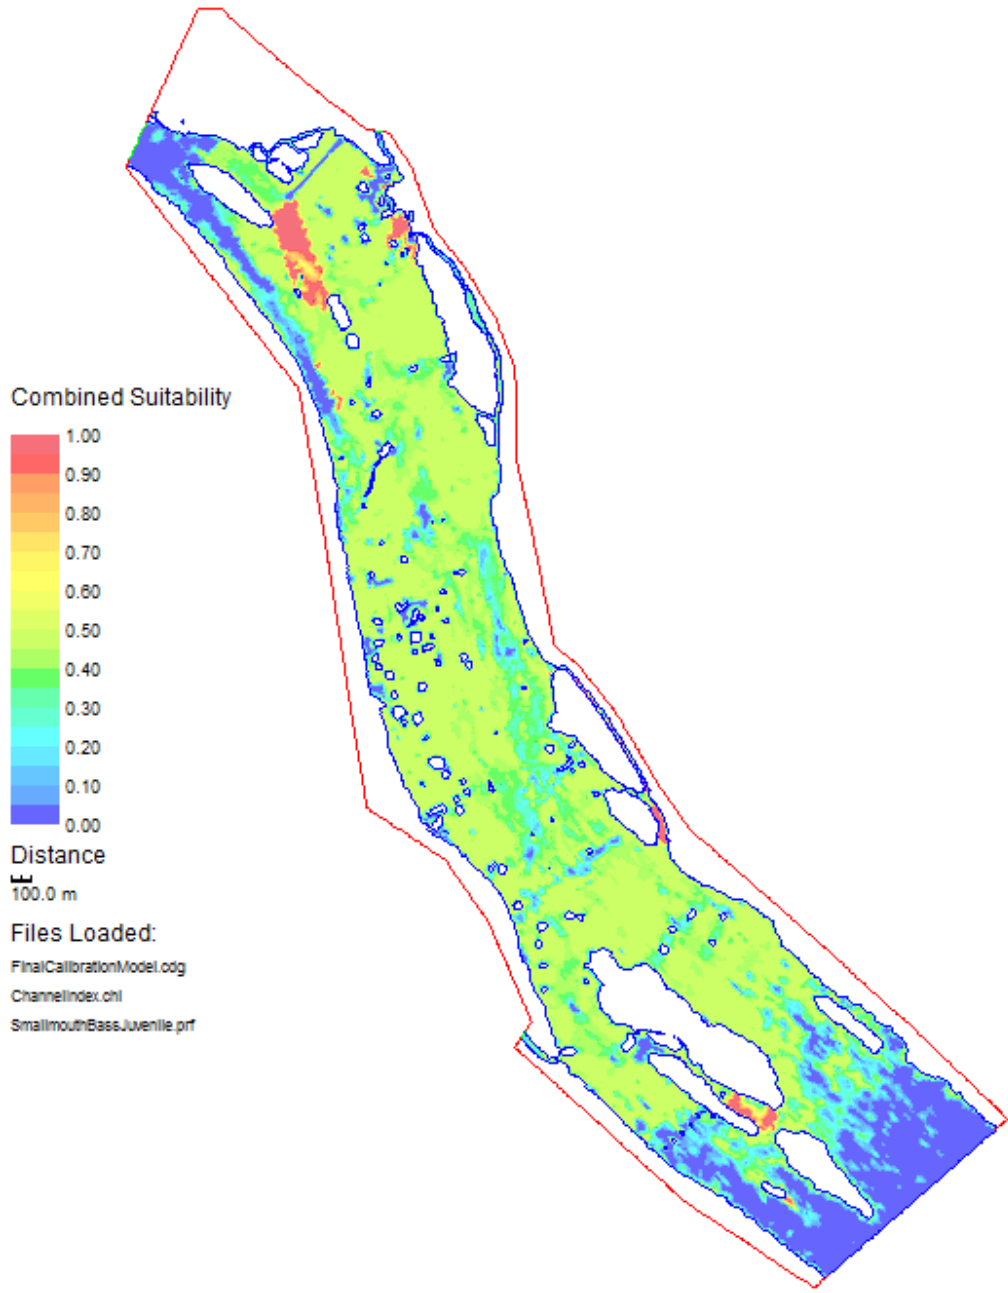 Combined Suitability
1.00
0.90
0.80
0.70
0.60
0.50
0.40
0.30
0.20
0.10
0.00
Distance
100.0 m
Files Loaded:
FinalCalibrationModel.cdg
ChannelIndex.chi
SmallmouthBassJuvenile.prf